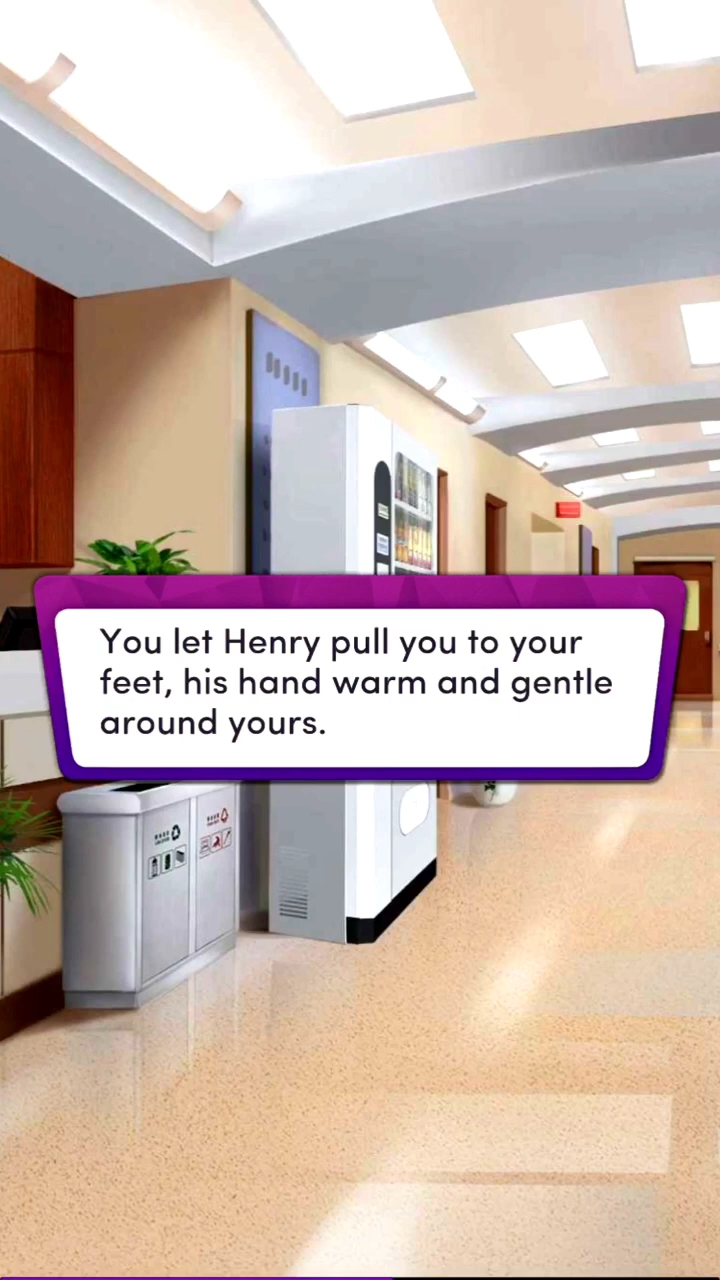 You let Henry pull you to your
feet, his hand warm and gentle
around yours.